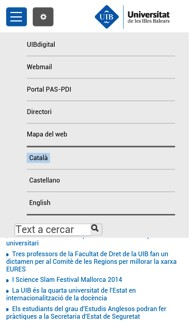 UIB
Universitat
de les Illes Balears
UIBdigital
Webmail
Portal PAS-PDI
Directori
Mapa del web
Català
Castellano
English
Text a cercar
universitari
Tres professors de la Facultat de Dret de la UIB fan un
dictamen per al Comitè de les Regions per millorar la xarxa
EURES
I Science Slam Festival Mallorca 2014
La UIB és la quarta universitat de l'Estat en
internacionalització de la docència
Els estudiants del grau d'Estudis Anglesos podran fer
pràctiques a la Secretaria d'Estat de Seguretat